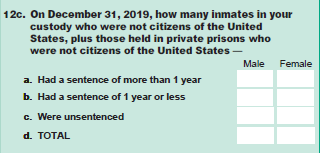 12c. On December 31, 2019, how many inmates in your
custody who were not citizens of the United
States, plus those held in private prisons who
were not citizens of the United States —
Male Female
a. Had a sentence of more than 1 year
b. Had a sentence of 1 year or less
c. Were unsentenced
d. TOTAL